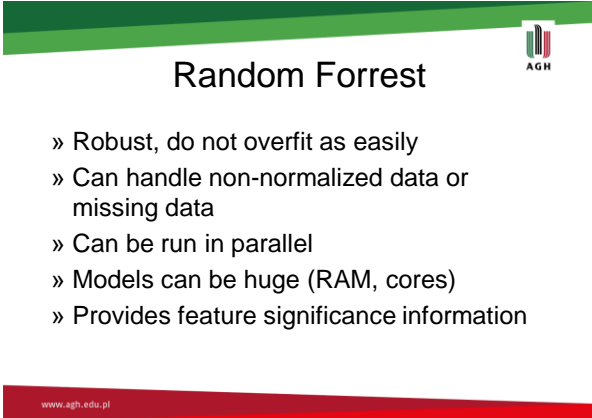 AGH
Random Forrest
» Robust, do not overfit as easily
» Can handle non-normalized data or
missing data
» Can be run in parallel
» Models can be huge (RAM, cores)
» Provides feature significance information
www.agh.edu.pl